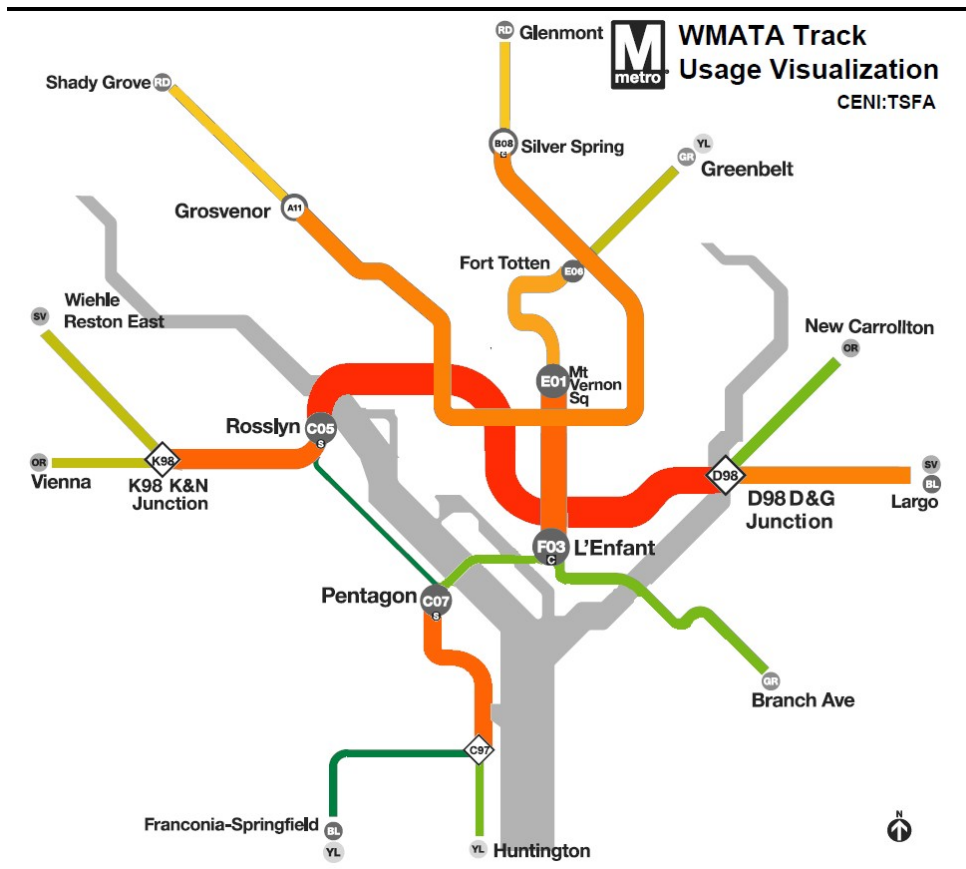 M
metro
WMATA Track
Usage Visualization
CENI:TSFA
RD Glenmont
Shady Grove RD
B08 Silver Spring
G
YL
GR
Greenbelt
Grosvenor A11
Fort Totten E06
SV Wiehle
Reston East
New Carrollton
OR
E01 Mt
Vernon
Sq
Rosslyn C05
S
OR
Vienna
K98
K98 K&N
Junction
D98
D98 D&G
Junction
SV
BL
Largo
F03 L'Enfant
C
Pentagon C07
S
GR
Branch Ave
C97
Franconia-Springfield BL
YL
YL Huntington
N